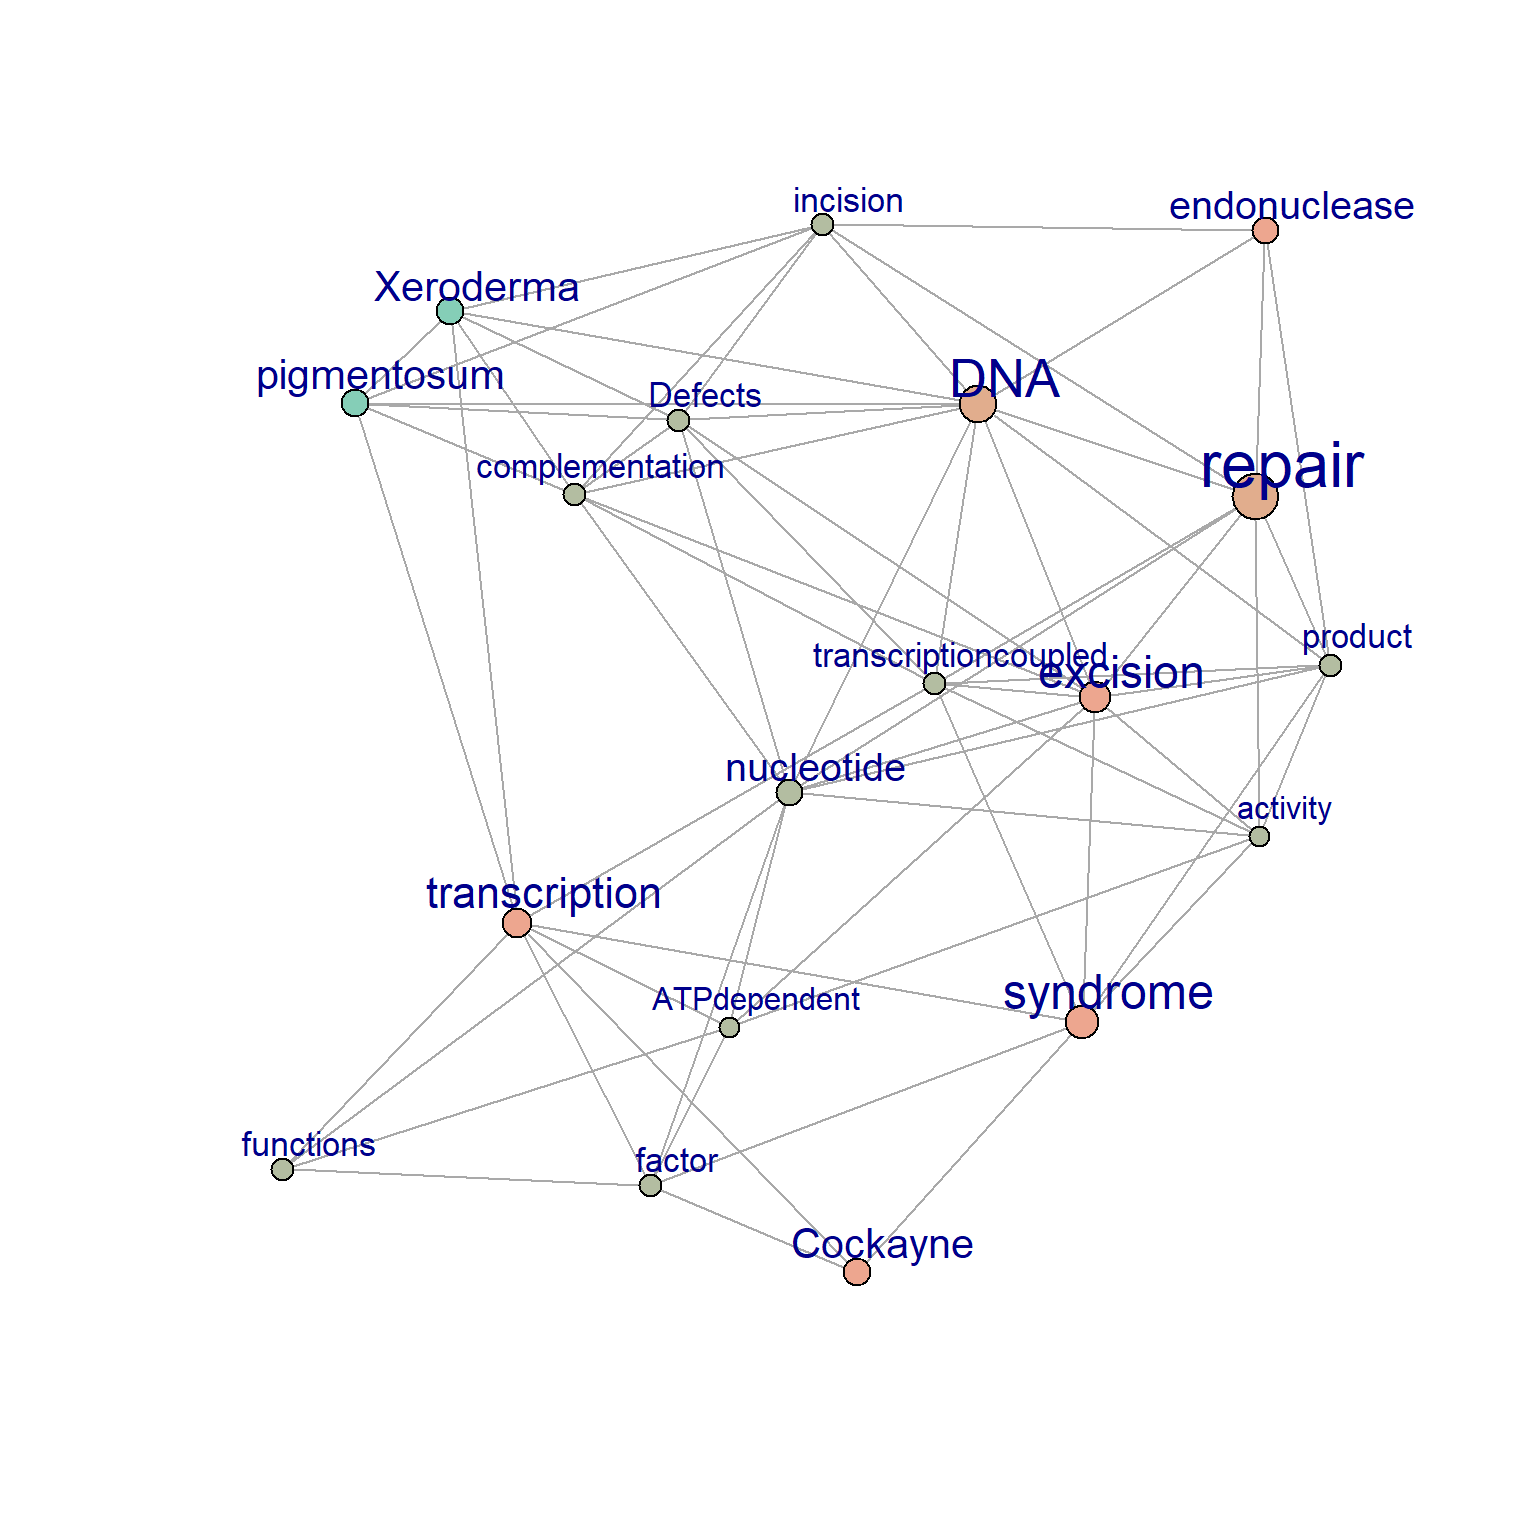 incision
endonuclease
Xeroderma
pigmentosum
DNA
Defects
repair
complementation
product
transcriptioncoupled
excision
nucleotide
activity
transcription
syndrome
ATPdependent
functions
factor
Cockayne